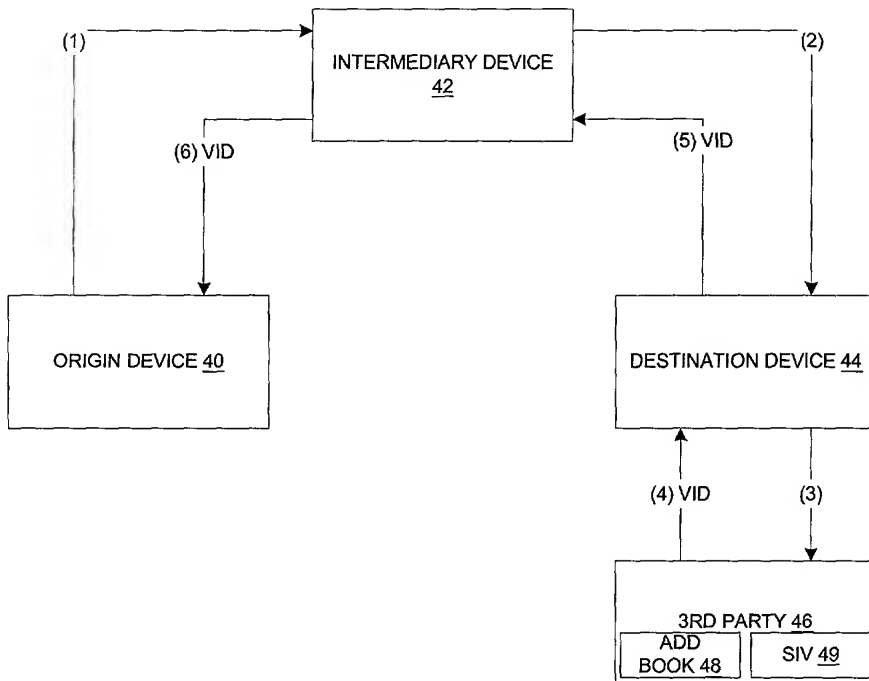 (1)
INTERMEDIARY DEVICE
42
(2)
(6) VID
(5) VID
ORIGIN DEVICE 40
DESTINATION DEVICE 44
(4) VID
(3)
3RD PARTY 46
ADD
BOOK 48
SIV 49